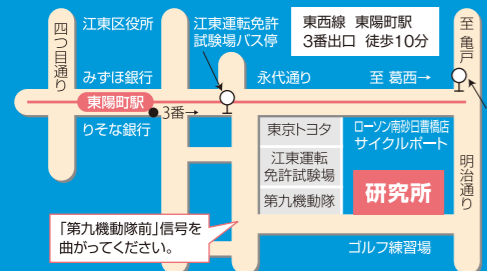 四つ目通り
江東区役所
江東運転免許
試験場バス停
東西線 東陽町駅
3番出口 徒歩10分
至 亀戸
みずほ銀行
永代通り
至 葛西→
東陽町駅
3番→
りそな銀行
東京トヨタ
ローソン南砂日曹橋店
サイクルポート
江東運転
免許試験場
第九機動隊
研究所
明治通り
「第九機動隊前」信号を
曲がってください。
ゴルフ練習場